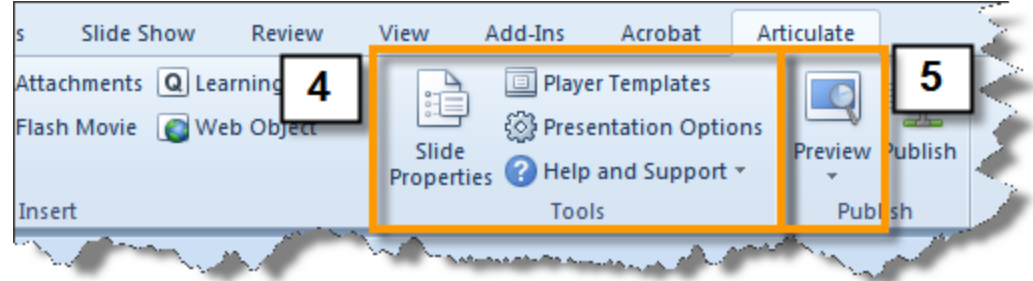 s Slide Show Review View Add-Ins Acrobat Articulate
Attachments Q Learning 4 Player Templates 5
Flash Movie Web Object Presentation Options
Slide Properties ? Help and Support Preview Publish
Insert Tools Publish